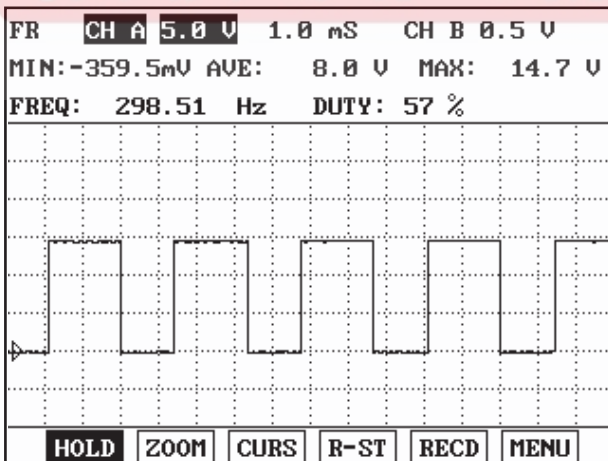 FR CH A 5.0 V 1.0 mS CH B 0.5 V
MIN:-359.5mV AVE: 8.0 V MAX: 14.7 V
FREQ: 298.51 Hz DUTY: 57 %
HOLD ZOOM CURS R-ST RECD MENU